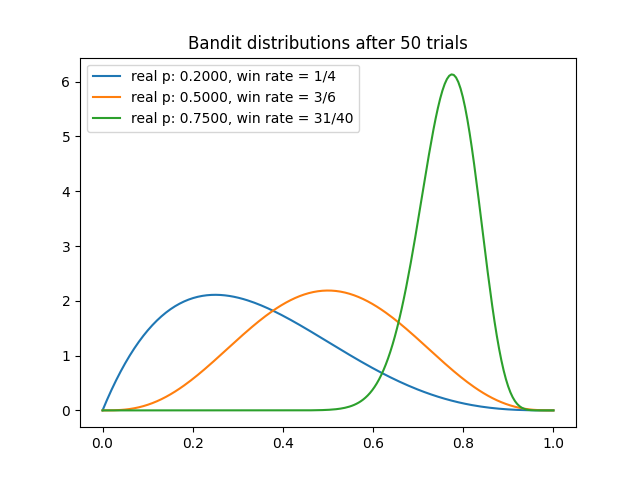 Bandit distributions after 50 trials
real p: 0.2000, win rate = 1/4
real p: 0.5000, win rate = 3/6
real p: 0.7500, win rate = 31/40
6
5
4
3
2
1
0
0.0 0.2 0.4 0.6 0.8 1.0